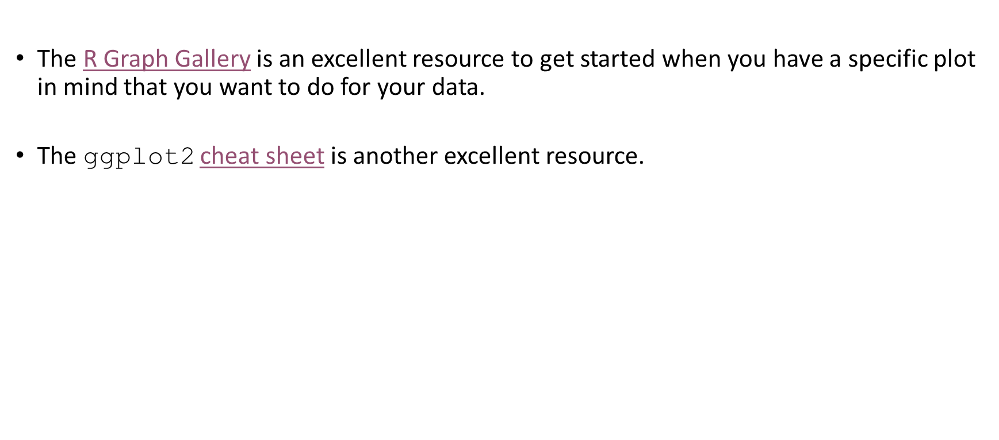 • The R Graph Gallery is an excellent resource to get started when you have a specific plot
in mind that you want to do for your data.
• The ggplot2 cheat sheet is another excellent resource.